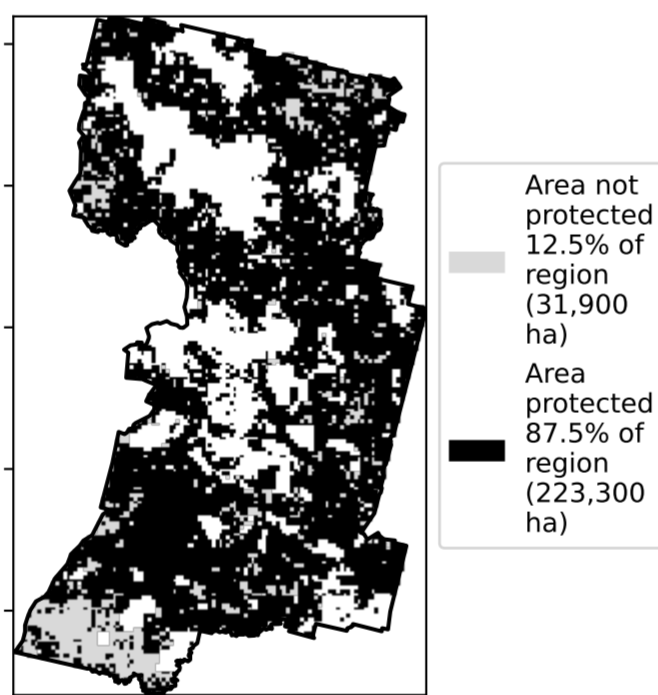 Area not
protected
12.5% of
region
(31,900
ha)
Area
protected
87.5% of
region
(223,300
ha)